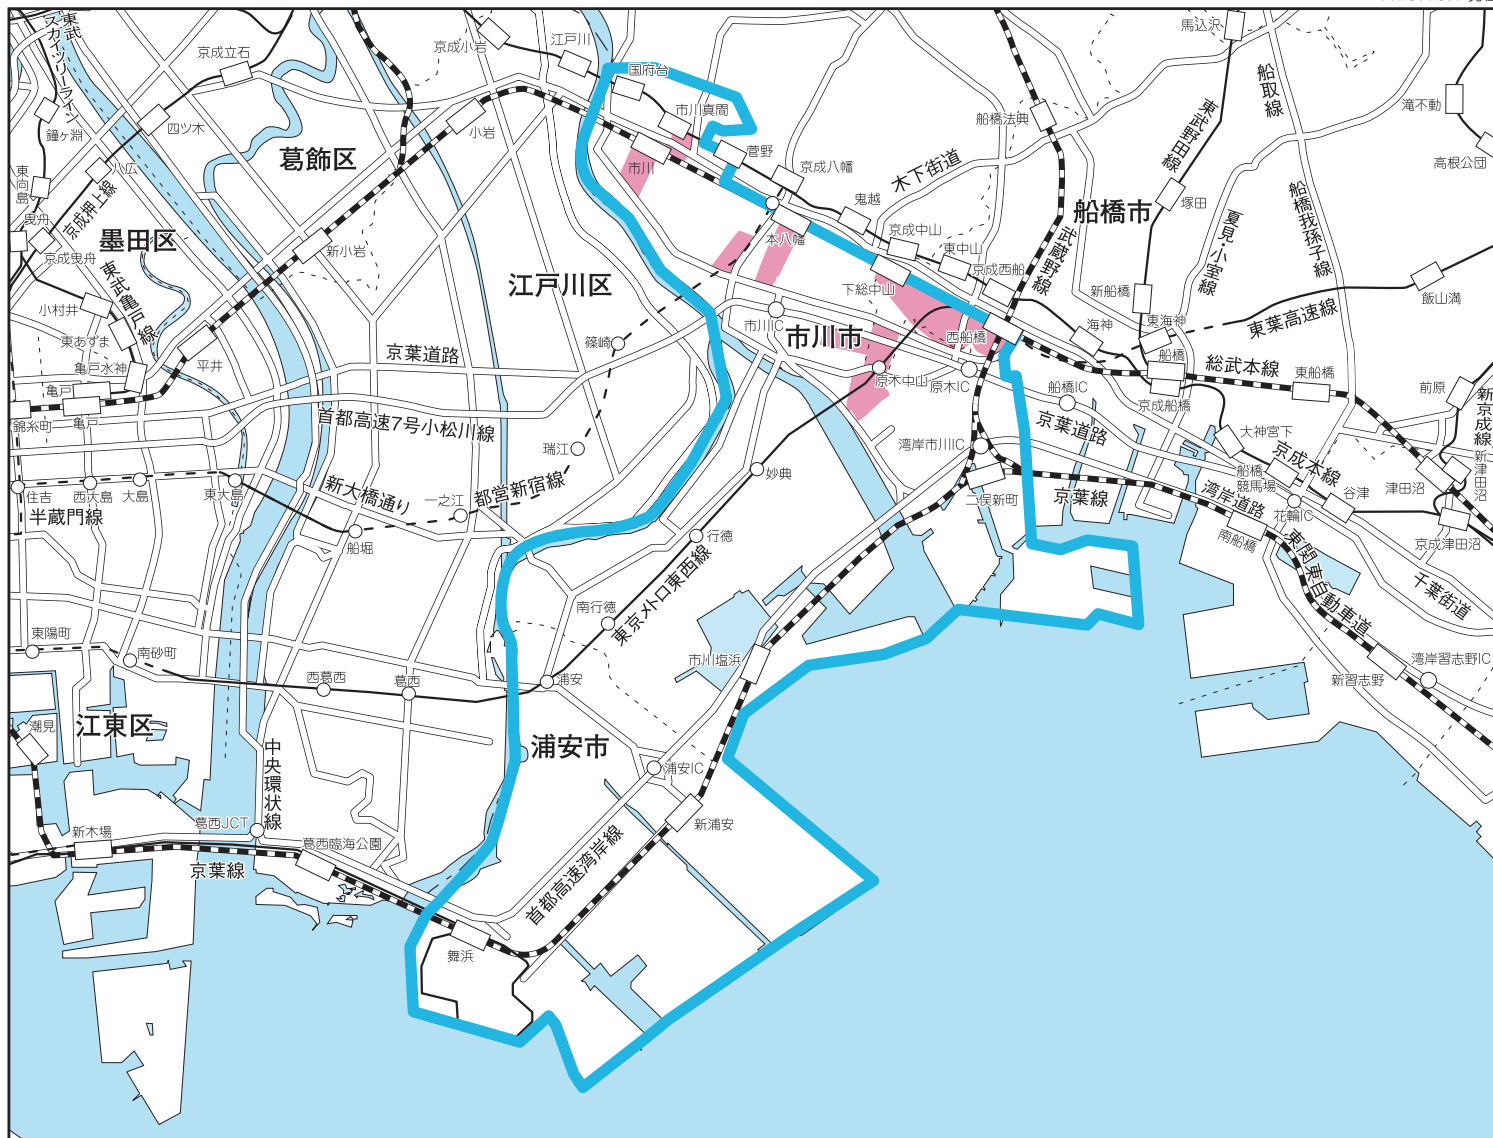 東武
スカイツリーライン
京成立石
京成小岩
江戸川
国府台
市川真間
馬込沢
船取線
滝不動
鐘ヶ淵
四ツ木
小岩
菅野
京成八幡
船橋法典
東武野田線
高根公団
東向島
八広
葛飾区
市川
鬼越
木下街道
塚田
船橋市
夏見小室線
船橋我孫子線
曳舟
京成押上線
墨田区
京成曳舟
新小岩
本八幡
京成中山
東中山
京成西船
武蔵野線
江戸川区
下総中山
新船橋
飯山満
小村井
東武亀戸線
東あずま
市川IC
市川市
西船橋
海神
東海神
東葉高速線
京葉道路
篠崎
船橋
総武本線
東船橋
亀戸水神
平井
原木中山
原木IC
船橋IC
京成船橋
前原
新京成線
亀戸
亀戸
錦糸町
首都高速7号小松川線
瑞江
湾岸市川IC
京葉道路
大神宮下
京成本線
住吉
西大島
大島
東大島
新大橋通り
一之江
都営新宿線
妙典
二俣新町
京葉線
船橋
競馬場
湾岸道路
花輪IC
谷津
津田沼
新津田沼
半蔵門線
船堀
行徳
東京メトロ東西線
南船橋
東関東自動車道
京成津田沼
千葉街道
南行徳
東陽町
南砂町
西葛西
葛西
浦安
市川塩浜
湾岸習志野IC
新習志野
潮見
江東区
中央環状線
浦安市
浦安IC
新浦安
新木場
葛西JCT
葛西臨海公園
京葉線
首都高速湾岸線
舞浜